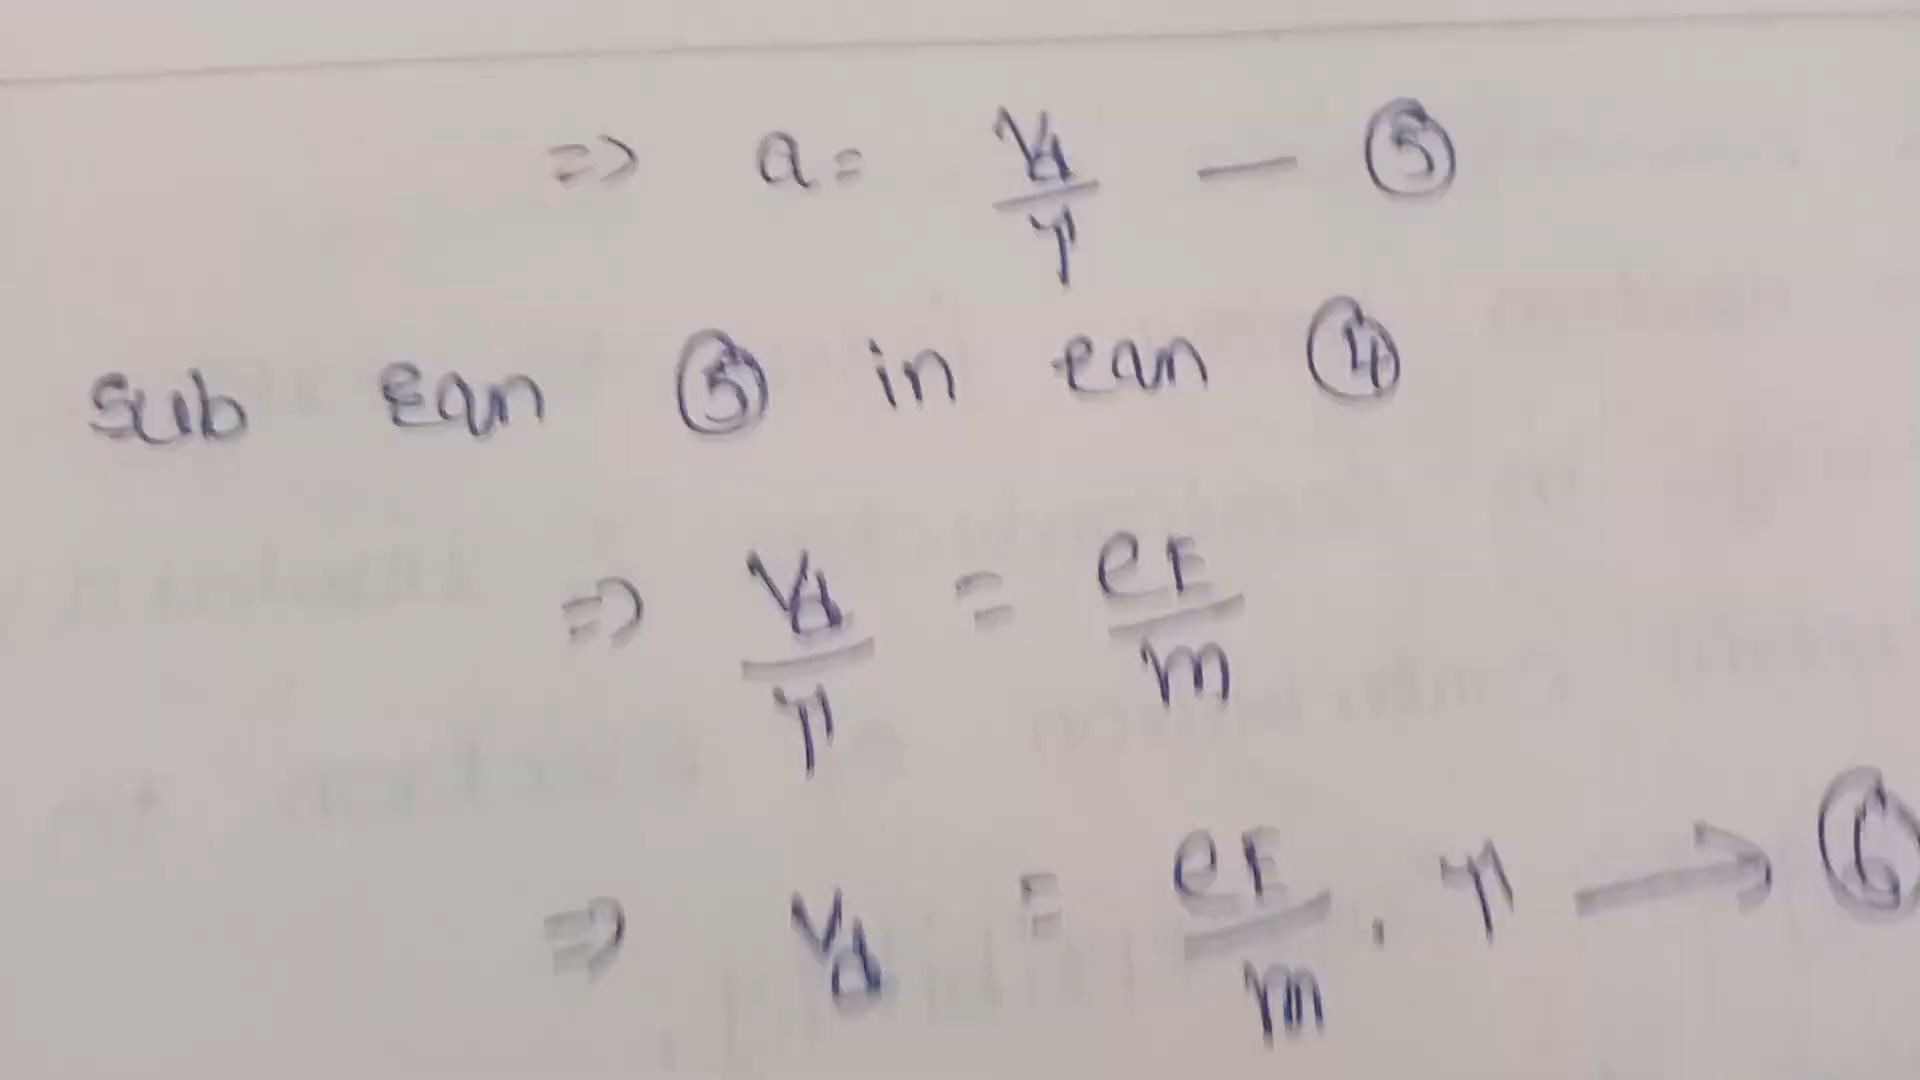 => a = Vd/τ — ⑤
Sub Eqn ⑤ in eqn ④
=> Vd/τ = eE/m
=> Vd = eE/m . τ → ⑥